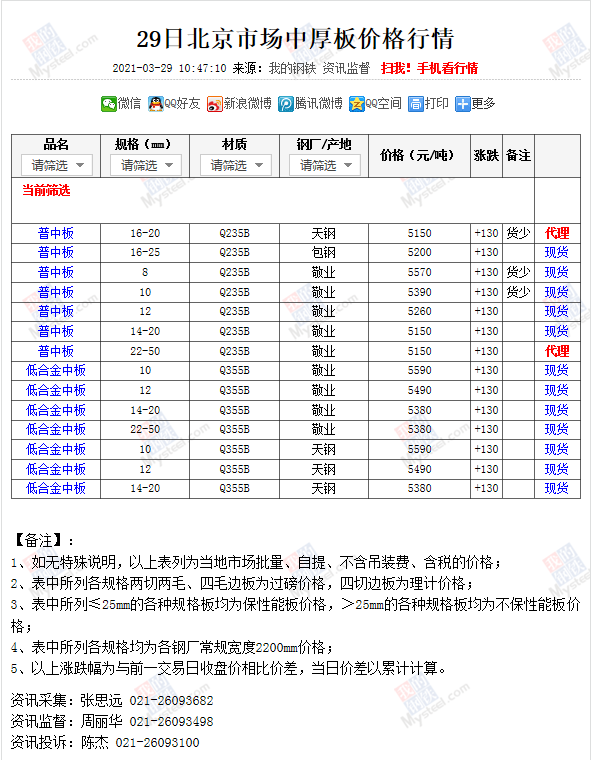 29日北京市场中厚板价格行情
2021-03-29 10:47:10 来源：我的钢铁 资讯监督 扫我！手机看行情
微信 QQ好友 新浪微博 腾讯微博 QQ空间 打印 更多
品名 规格（mm） 材质 钢厂/产地 价格（元/吨） 涨跌 备注
请筛选 请筛选 请筛选 请筛选
当前筛选
普中板 16-20 Q235B 天钢 5150 +130 货少 代理
普中板 16-25 Q235B 包钢 5200 +130 现货
普中板 8 Q235B 敬业 5570 +130 货少 现货
普中板 10 Q235B 敬业 5390 +130 货少 现货
普中板 12 Q235B 敬业 5260 +130 现货
普中板 14-20 Q235B 敬业 5150 +130 现货
普中板 22-50 Q235B 敬业 5150 +130 代理
低合金中板 10 Q355B 敬业 5590 +130 现货
低合金中板 12 Q355B 敬业 5490 +130 现货
低合金中板 14-20 Q355B 敬业 5380 +130 现货
低合金中板 22-50 Q355B 敬业 5380 +130 现货
低合金中板 10 Q355B 天钢 5590 +130 现货
低合金中板 12 Q355B 天钢 5490 +130 现货
低合金中板 14-20 Q355B 天钢 5380 +130 现货
【备注】：
1、如无特殊说明，以上表列为当地市场批量、自提、不含吊装费、含税的价格；
2、表中所列各规格两切两毛、四毛边板为过磅价格，四切边板为理计价格；
3、表中所列≤25mm的各种规格板均为保性能板价格，＞25mm的各种规格板均为不保性能板价
格；
4、表中所列各规格均为各钢厂常规宽度2200mm价格；
5、以上涨跌幅为与前一交易日收盘价相比价差，当日价差以累计计算。
资讯采集：张思远 021-26093682
资讯监督：周丽华 021-26093498
资讯投诉：陈杰 021-26093100